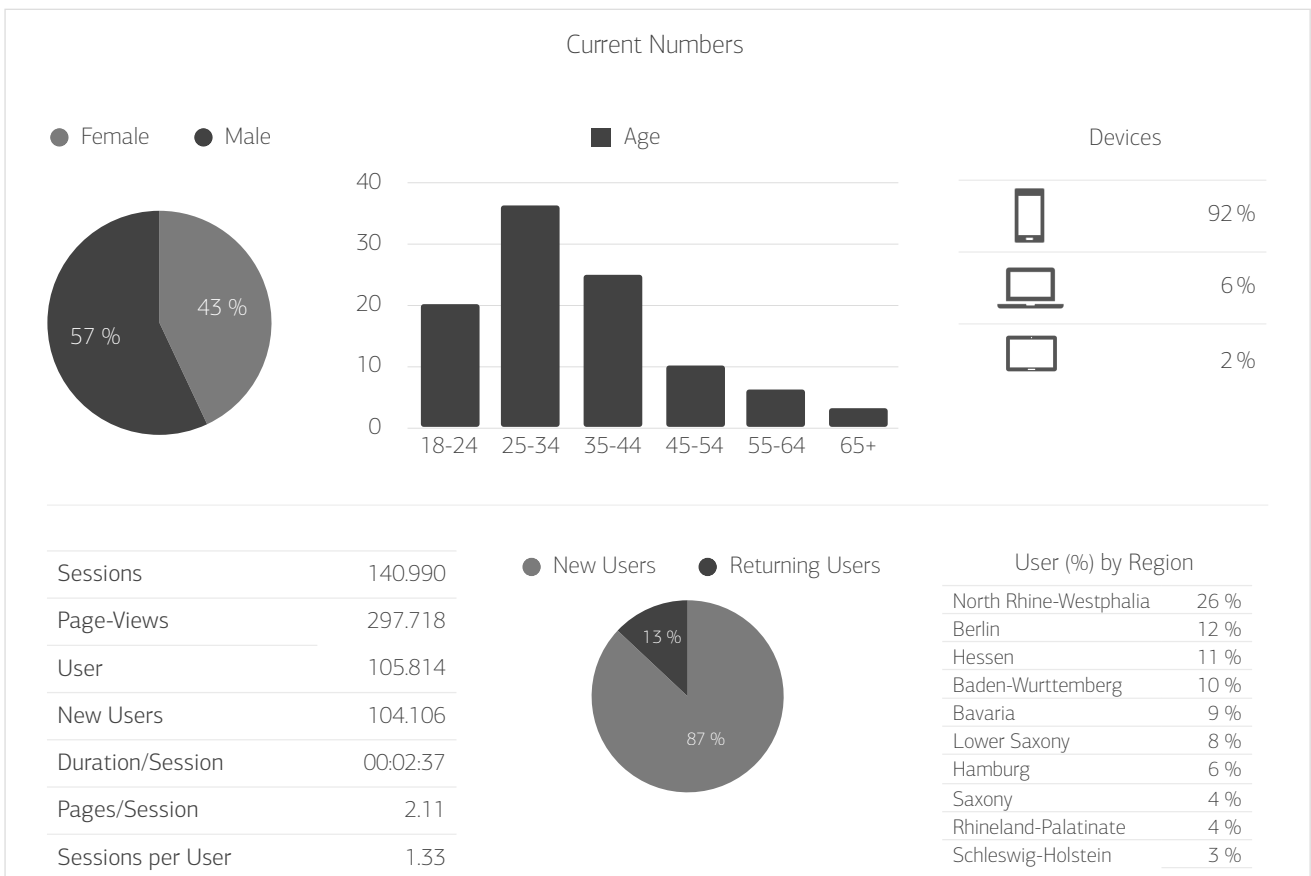 Current Numbers
Female Male
43 %
57 %
Age
40
30
20
10
0
18-24 25-34 35-44 45-54 55-64 65+
Devices
92 %
6 %
2 %
Sessions 140.990
Page-Views 297.718
User 105.814
New Users 104.106
Duration/Session 00:02:37
Pages/Session 2.11
Sessions per User 1.33
New Users Returning Users
13 %
87 %
User (%) by Region
North Rhine-Westphalia 26 %
Berlin 12 %
Hessen 11 %
Baden-Wurttemberg 10 %
Bavaria 9 %
Lower Saxony 8 %
Hamburg 6 %
Saxony 4 %
Rhineland-Palatinate 4 %
Schleswig-Holstein 3 %